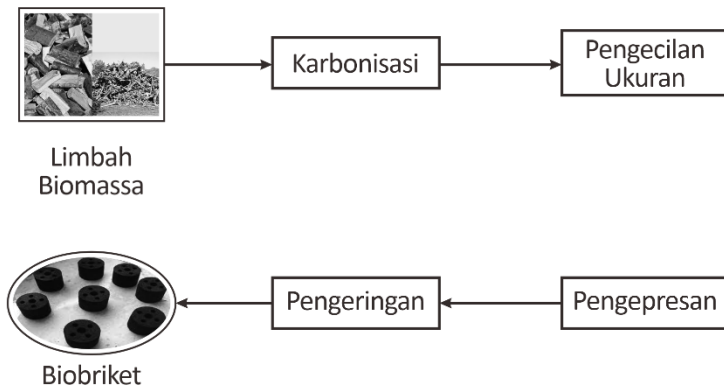 Karbonisasi
Pengecilan
Ukuran
Limbah
Biomassa
Pengeringan
Pengepresan
Biobriket